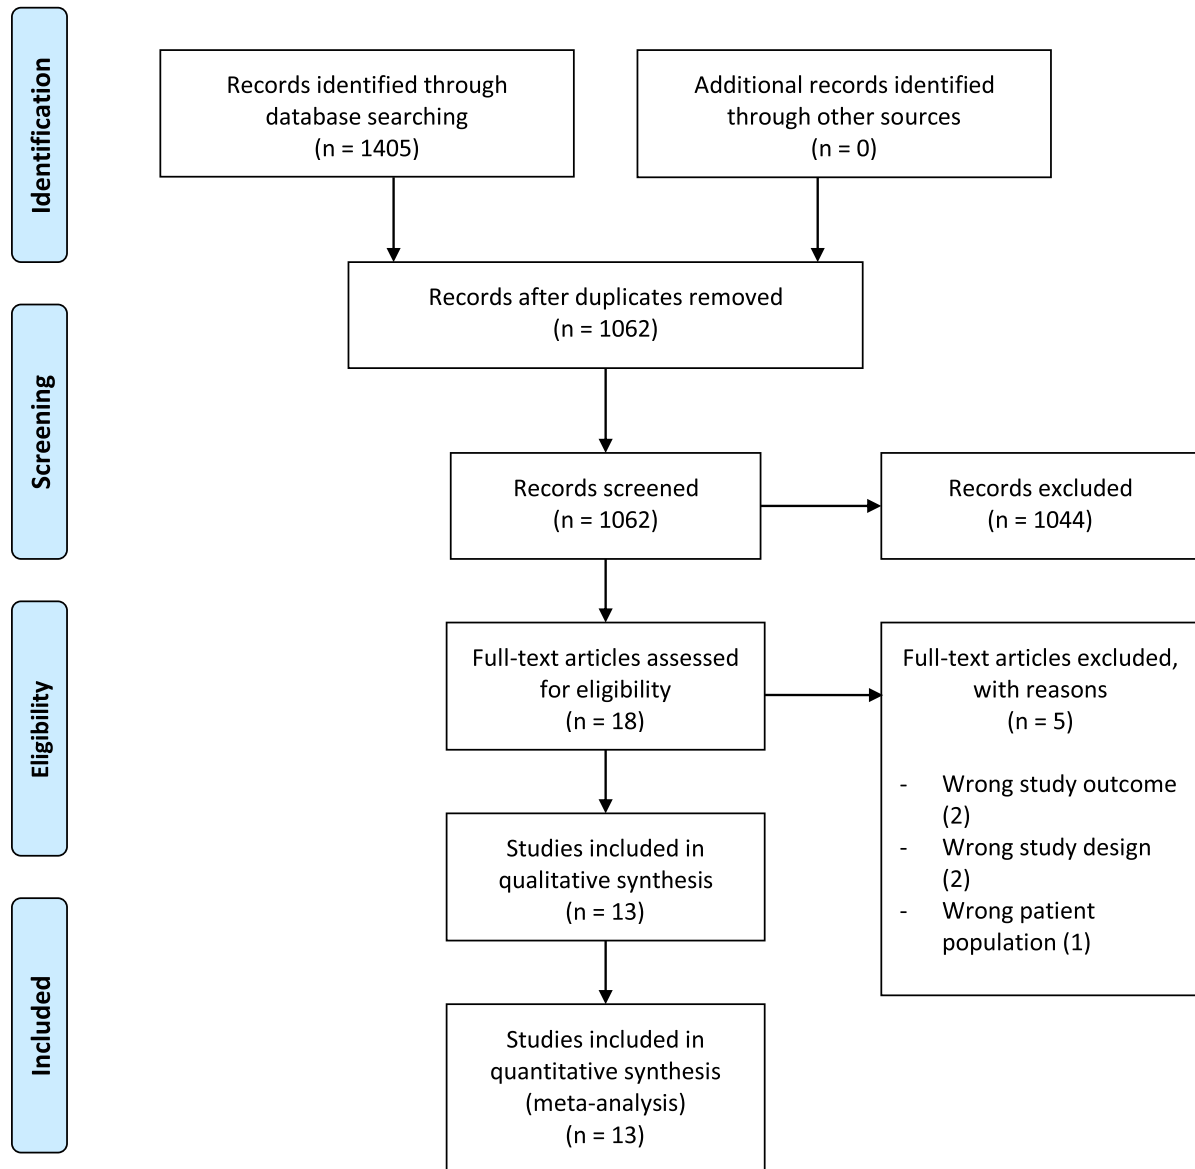 Identification
Records identified through
database searching
(n = 1405)
Additional records identified
through other sources
(n = 0)
Records after duplicates removed
(n = 1062)
Screening
Records screened
(n = 1062)
Records excluded
(n = 1044)
Eligibility
Full-text articles assessed
for eligibility
(n = 18)
Full-text articles excluded,
with reasons
(n = 5)
- Wrong study outcome
(2)
- Wrong study design
(2)
- Wrong patient
population (1)
Studies included in
qualitative synthesis
(n = 13)
Included
Studies included in
quantitative synthesis
(meta-analysis)
(n = 13)